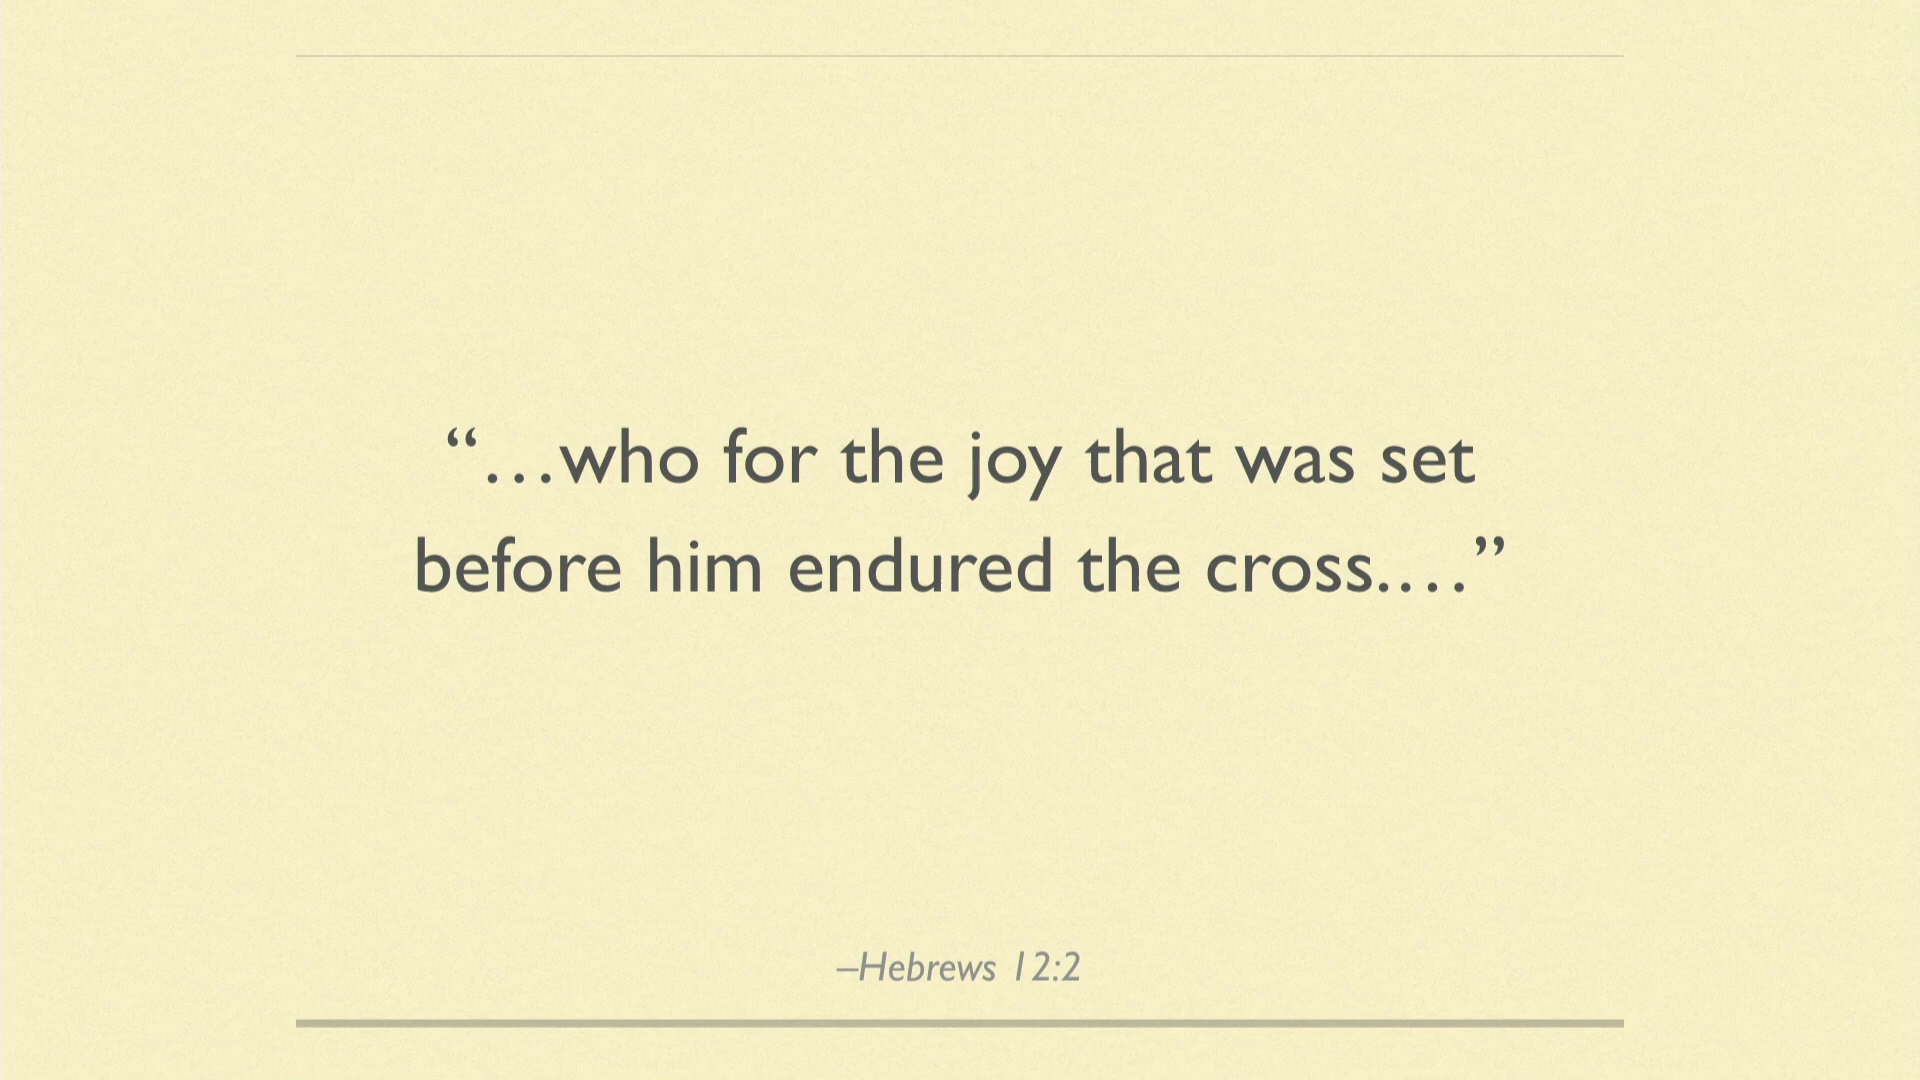 “…who for the joy that was set
before him endured the cross.…”
–Hebrews 12:2